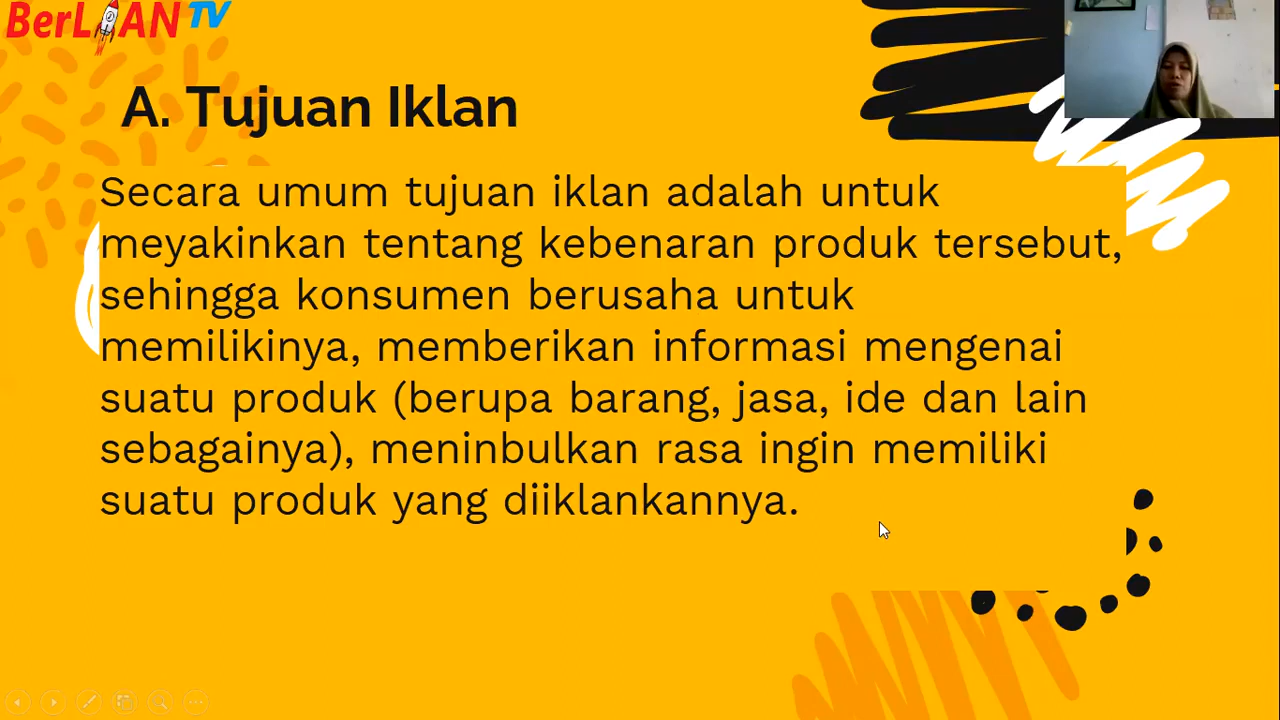 BerLIAN TV
A. Tujuan Iklan
Secara umum tujuan iklan adalah untuk
meyakinkan tentang kebenaran produk tersebut,
sehingga konsumen berusaha untuk
memilikinya, memberikan informasi mengenai
suatu produk (berupa barang, jasa, ide dan lain
sebagainya), meninbulkan rasa ingin memiliki
suatu produk yang diiklankannya.